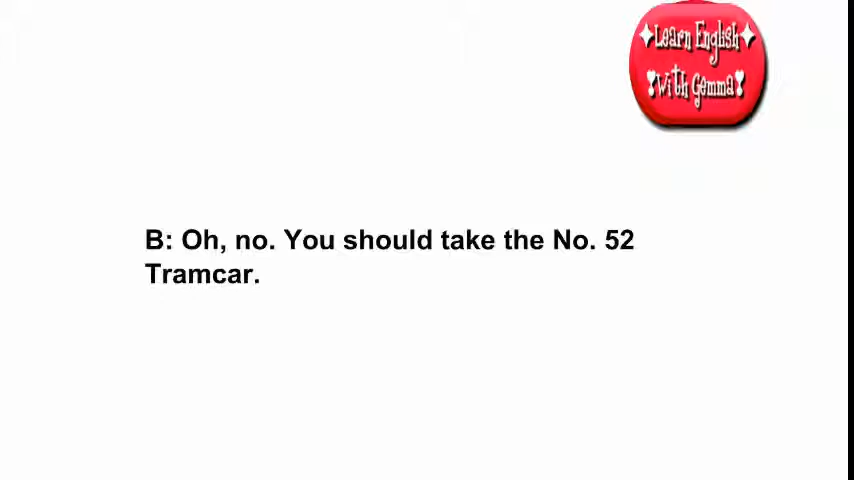 Learn English
With Gemma
B: Oh, no. You should take the No. 52
Tramcar.